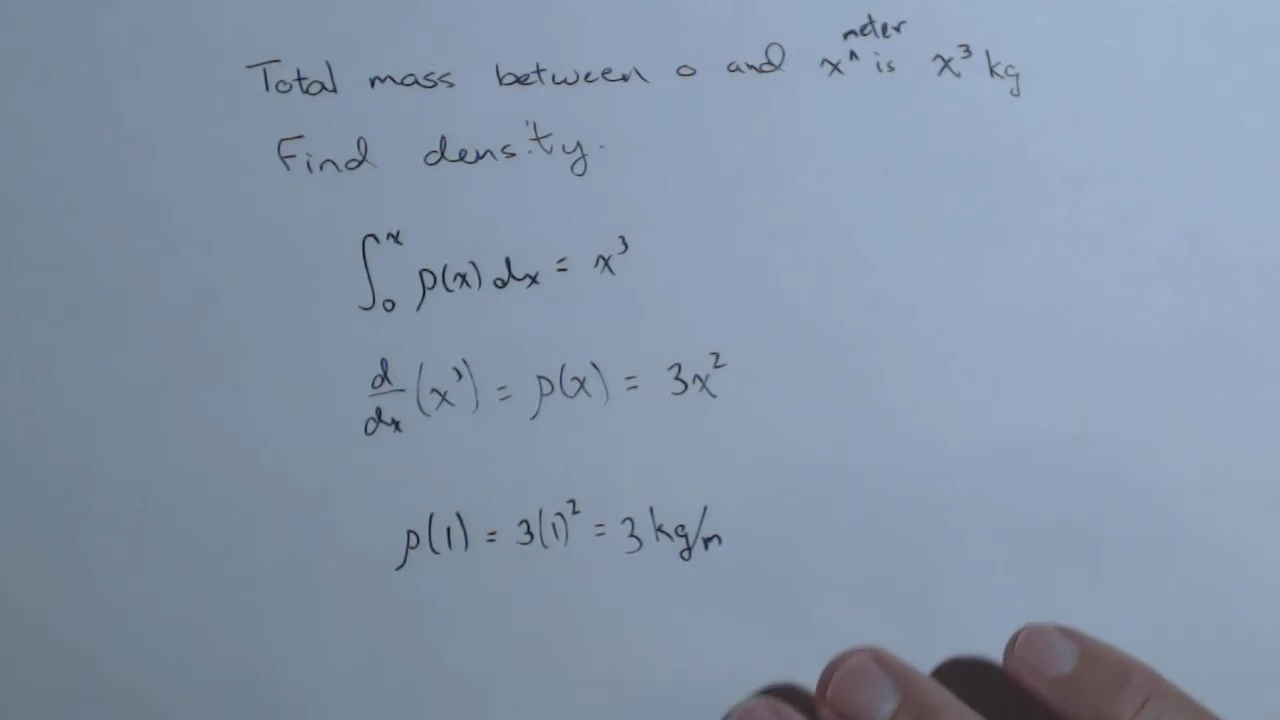 Total mass between 0 and x^meter is x³ kg
Find density.
∫₀ˣ ρ(x) dx = x³
d/dx (x³) = ρ(x) = 3x²
ρ(1) = 3(1)² = 3 kg/m